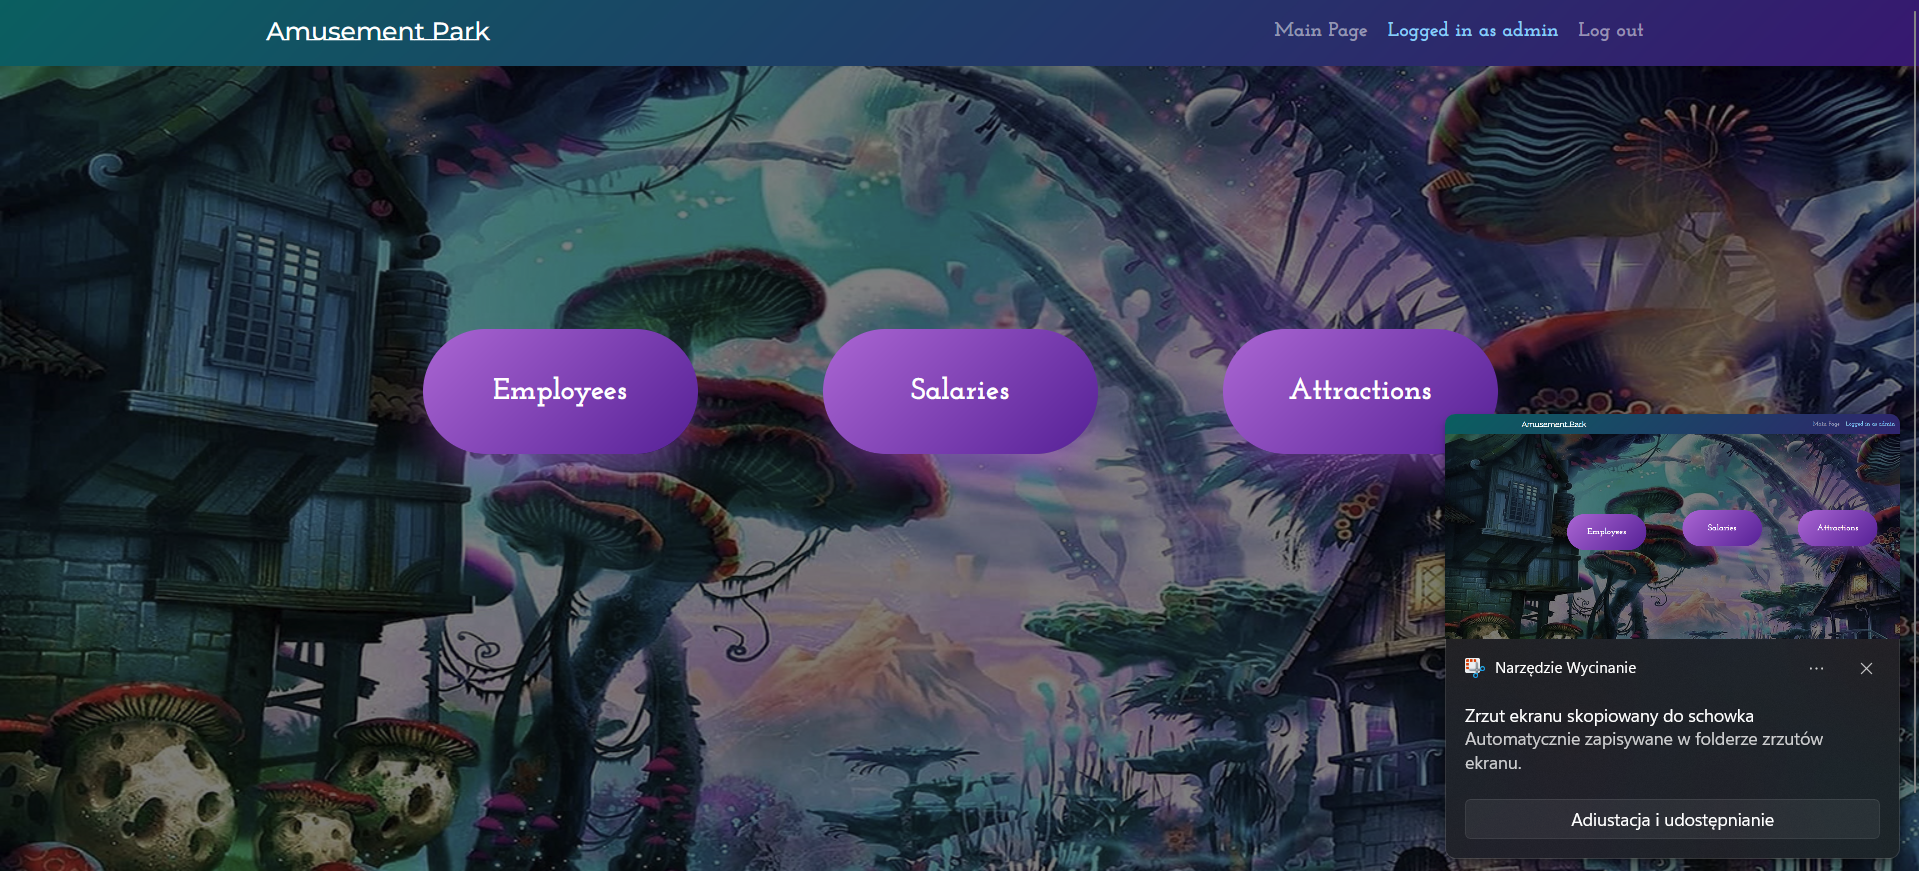 Amusement Park
Main Page Logged in as admin Log out
Employees Salaries Attractions
Amusement Park Main Page Logged in as admin
Employees Salaries Attractions
Narzędzie Wycinanie
Zrzut ekranu skopiowany do schowka
Automatycznie zapisywane w folderze zrzutów
ekranu.
Adiustacja i udostępnianie